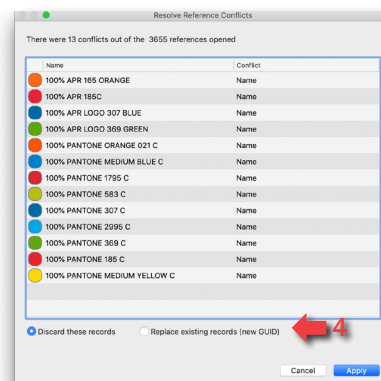 Resolve Reference Conflicts
There were 13 conflicts out of the 3655 references opened
Name Conflict
100% APR 165 ORANGE Name
100% APR 185C Name
100% APR LOGO 307 BLUE Name
100% APR LOGO 369 GREEN Name
100% PANTONE ORANGE 021 C Name
100% PANTONE MEDIUM BLUE C Name
100% PANTONE 1795 C Name
100% PANTONE 583 C Name
100% PANTONE 307 C Name
100% PANTONE 2995 C Name
100% PANTONE 369 C Name
100% PANTONE 185 C Name
100% PANTONE MEDIUM YELLOW C Name
Discard these records Replace existing records (new GUID) 4
Cancel Apply